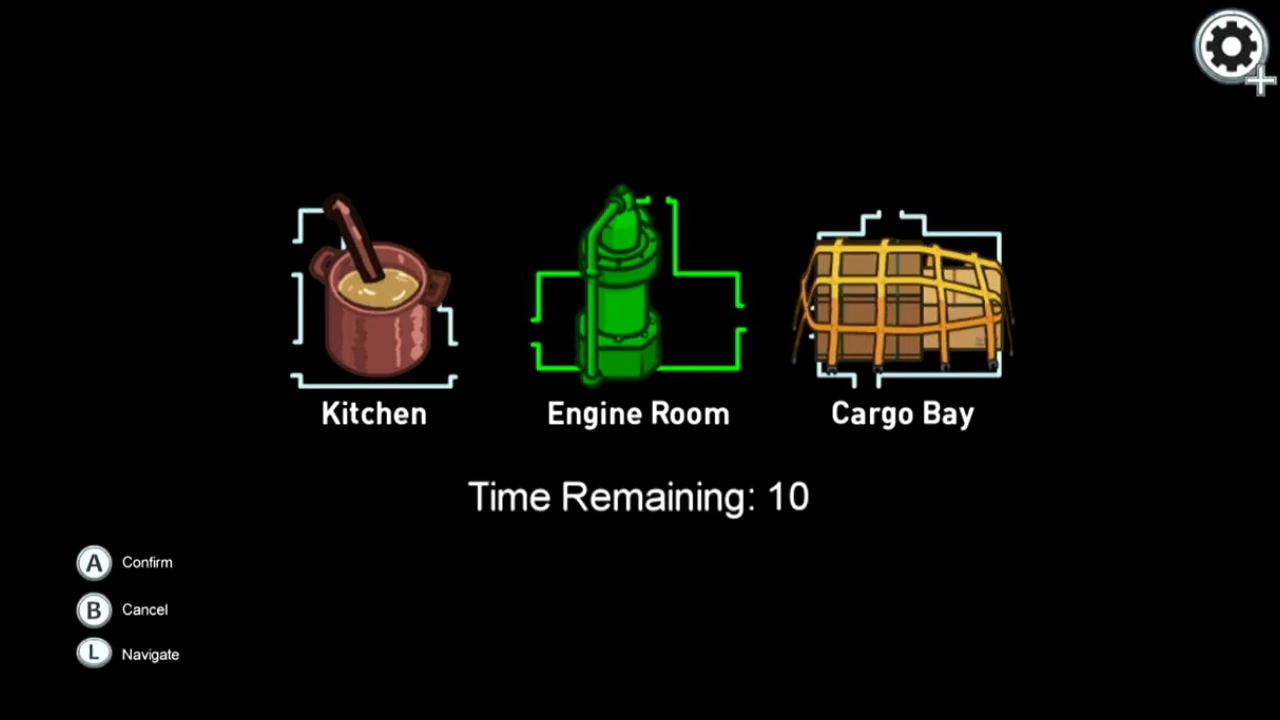 Kitchen
Engine Room
Cargo Bay
Time Remaining: 10
A Confirm
B Cancel
L Navigate